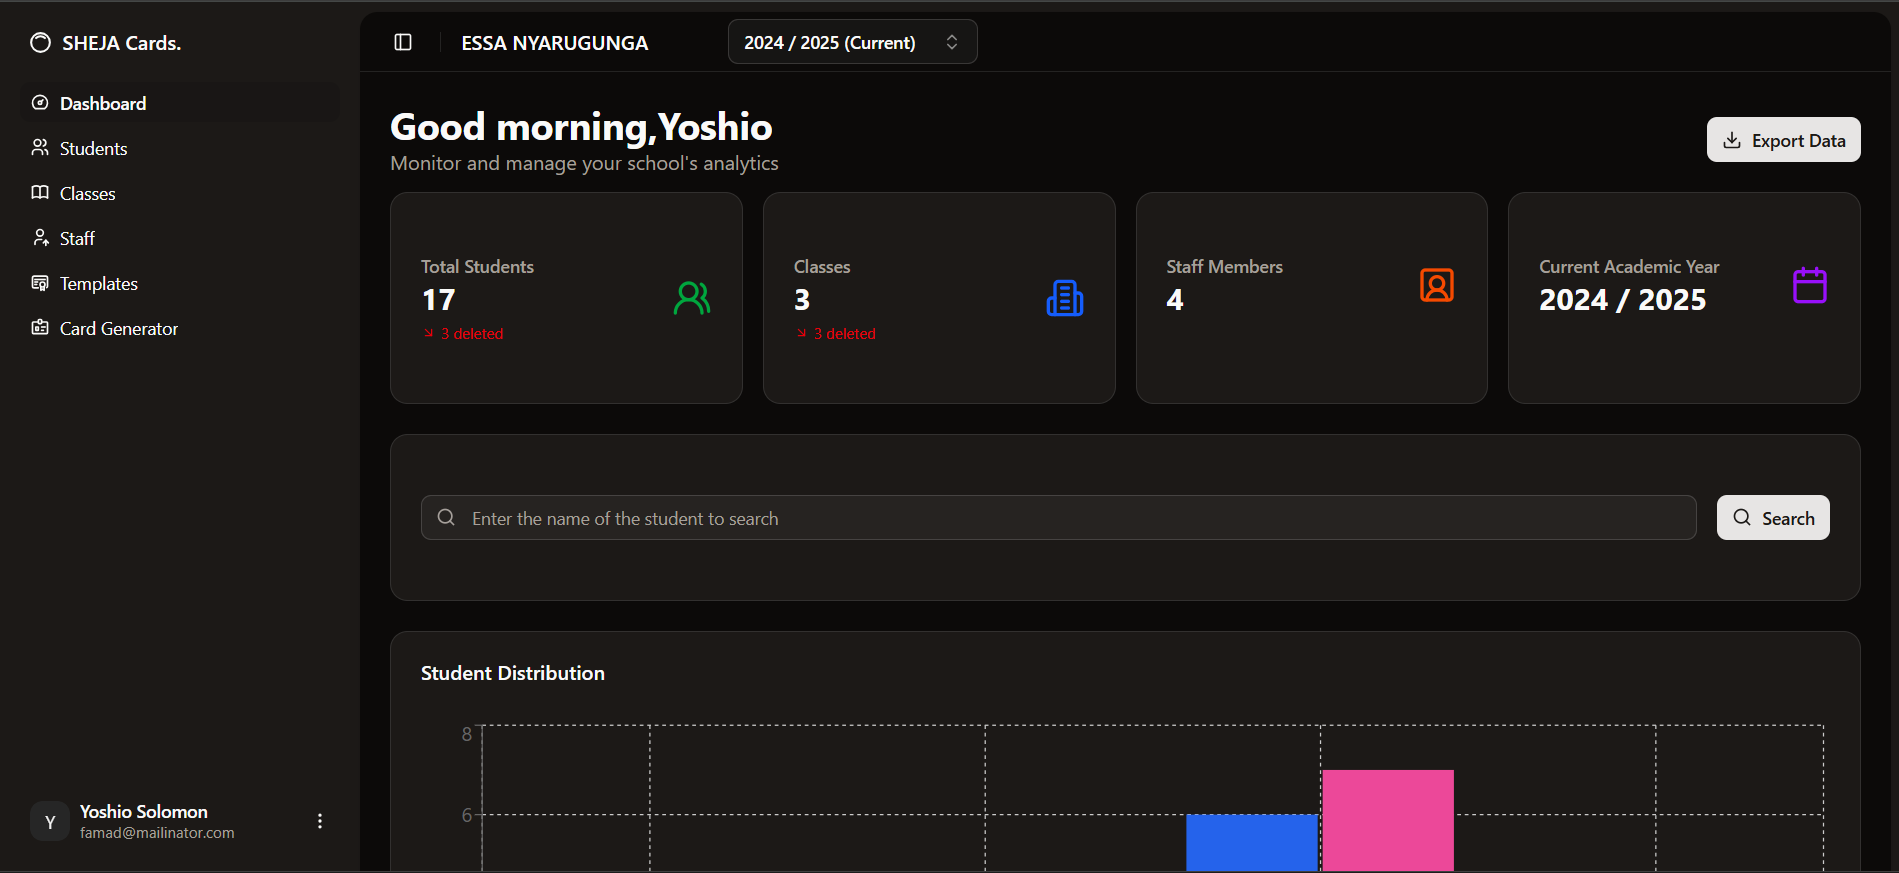 SHEJA Cards.
Dashboard
Students
Classes
Staff
Templates
Card Generator
Yoshio Solomon
Y
famad@mailinator.com
ESSA NYARUGUNGA
2024 / 2025 (Current)
Good morning,Yoshio
Monitor and manage your school's analytics
Export Data
Total Students
17
3 deleted
Classes
3
3 deleted
Staff Members
4
Current Academic Year
2024 / 2025
Enter the name of the student to search
Search
Student Distribution
8
6